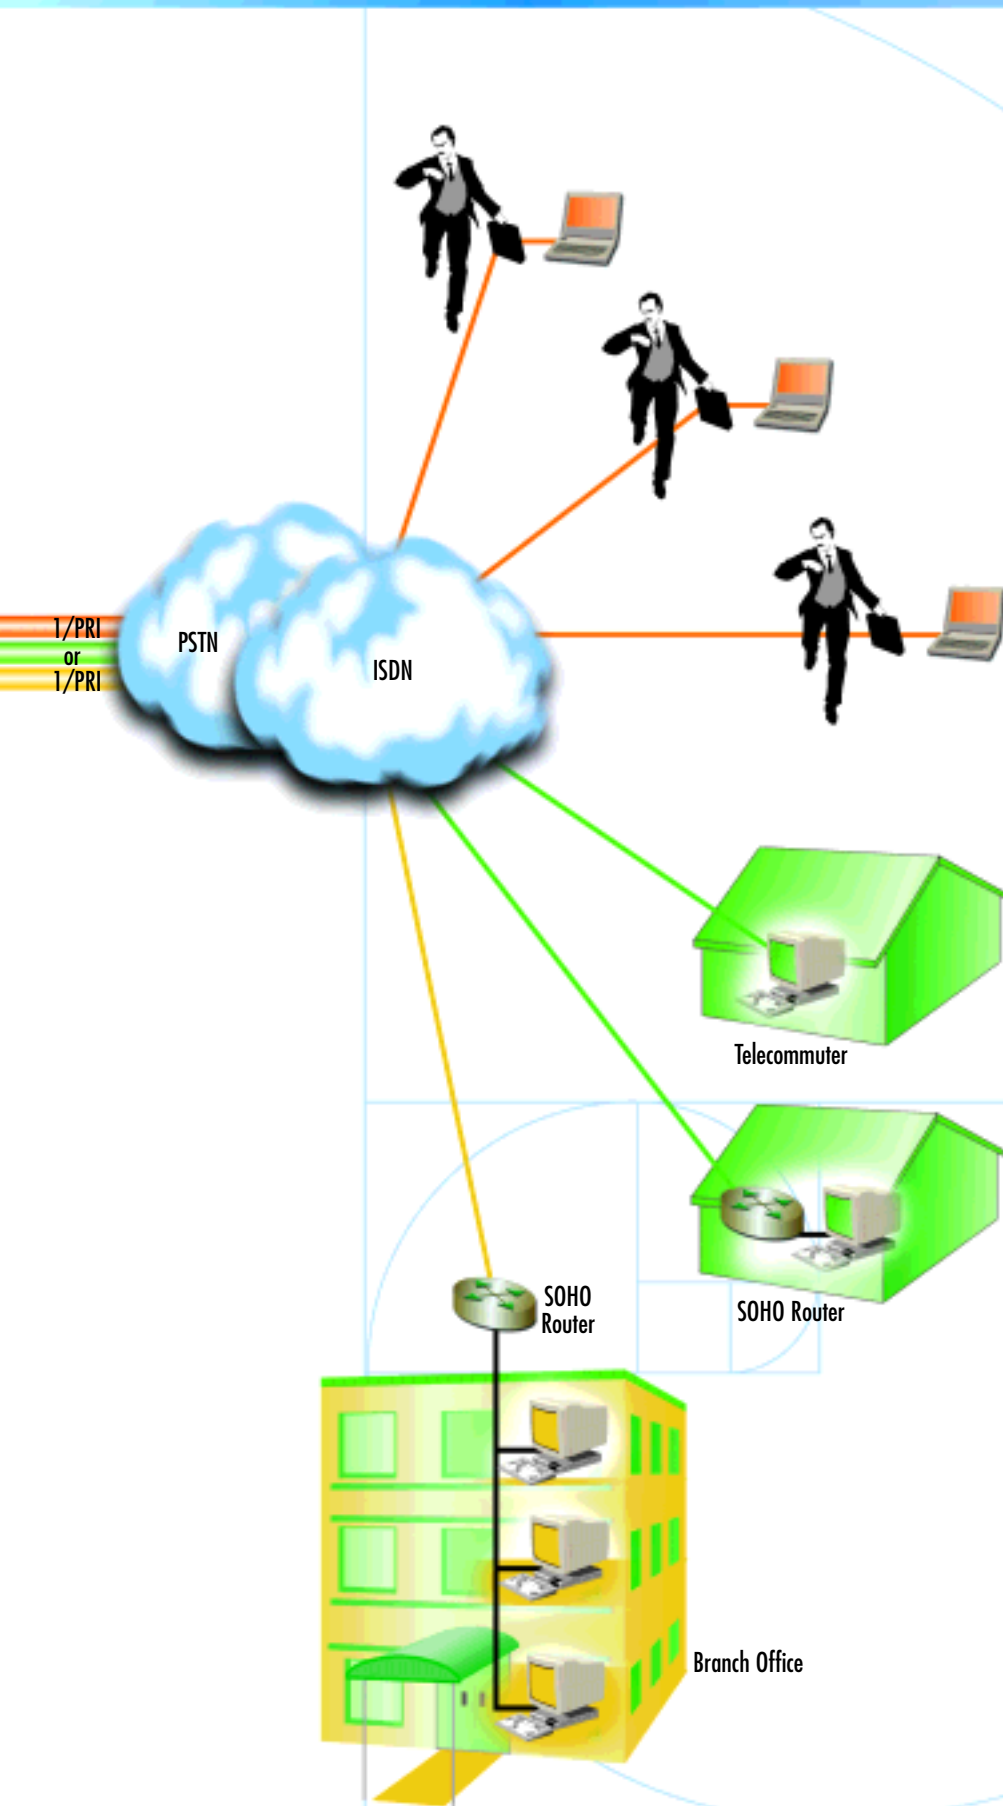 1/PRI
or
1/PRI
PSTN
ISDN
Telecommuter
SOHO
Router
SOHO Router
Branch Office